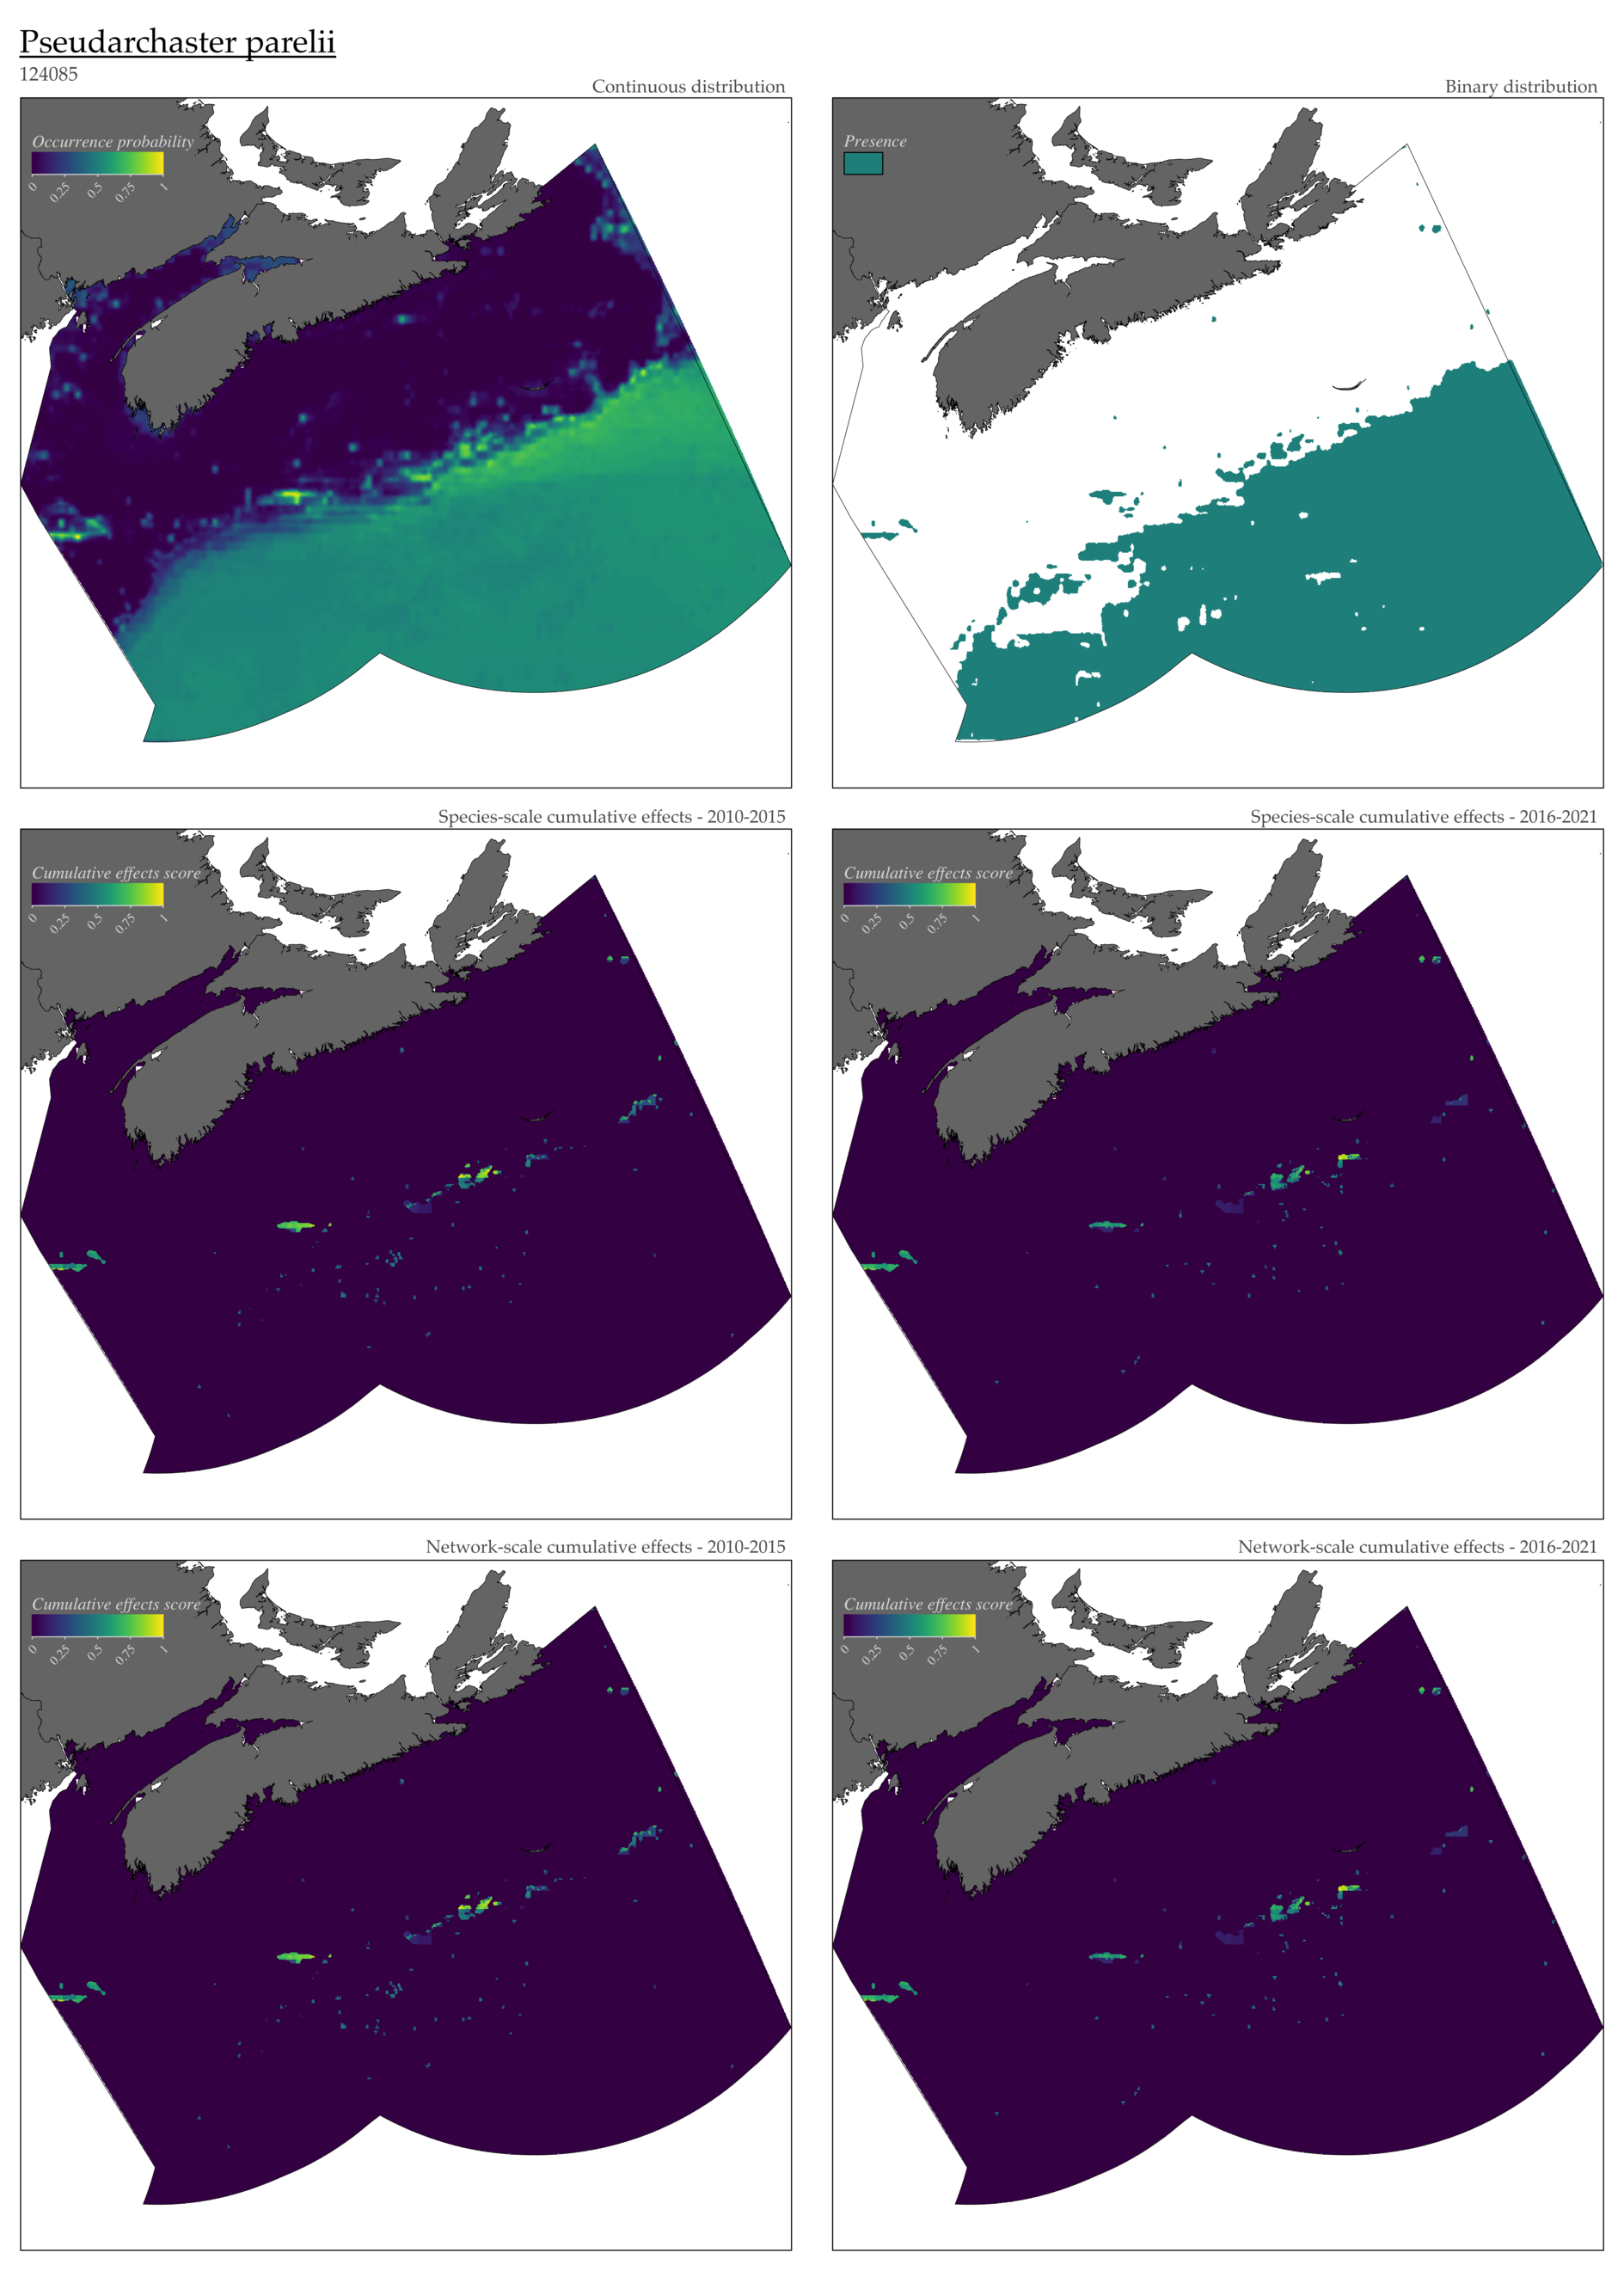 Pseudarchaster parelii
124085
Continuous distribution
Binary distribution
Occurrence probability
0 0.25 0.5 0.75 1
Presence
Species-scale cumulative effects - 2010-2015
Species-scale cumulative effects - 2016-2021
Cumulative effects score
0 0.25 0.5 0.75 1
Cumulative effects score
0 0.25 0.5 0.75 1
Network-scale cumulative effects - 2010-2015
Network-scale cumulative effects - 2016-2021
Cumulative effects score
0 0.25 0.5 0.75 1
Cumulative effects score
0 0.25 0.5 0.75 1